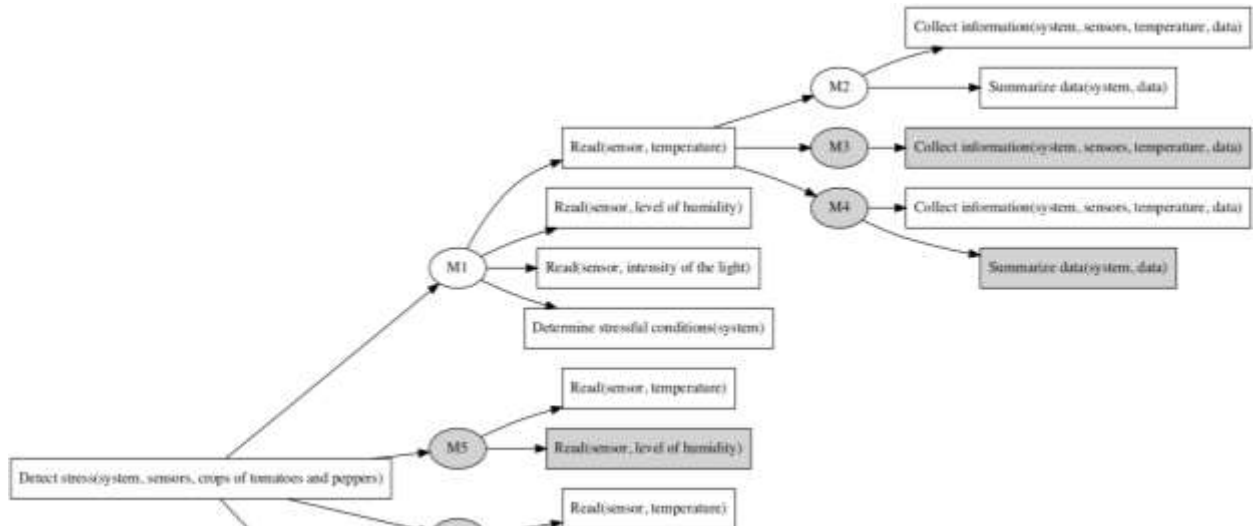 Collect information(system, sensors, temperature, data)
M2
Summarize data(system, data)
Read(sensor, temperature)
M3
Collect information(system, sensors, temperature, data)
M4
Collect information(system, sensors, temperature, data)
Read(sensor, level of humidity)
M1
Read(sensor, intensity of the light)
Summarize data(system, data)
Determine stressful conditions(system)
Read(sensor, temperature)
M5
Read(sensor, level of humidity)
Detect stress(system, sensors, crops of tomatoes and peppers)
Read(sensor, temperature)